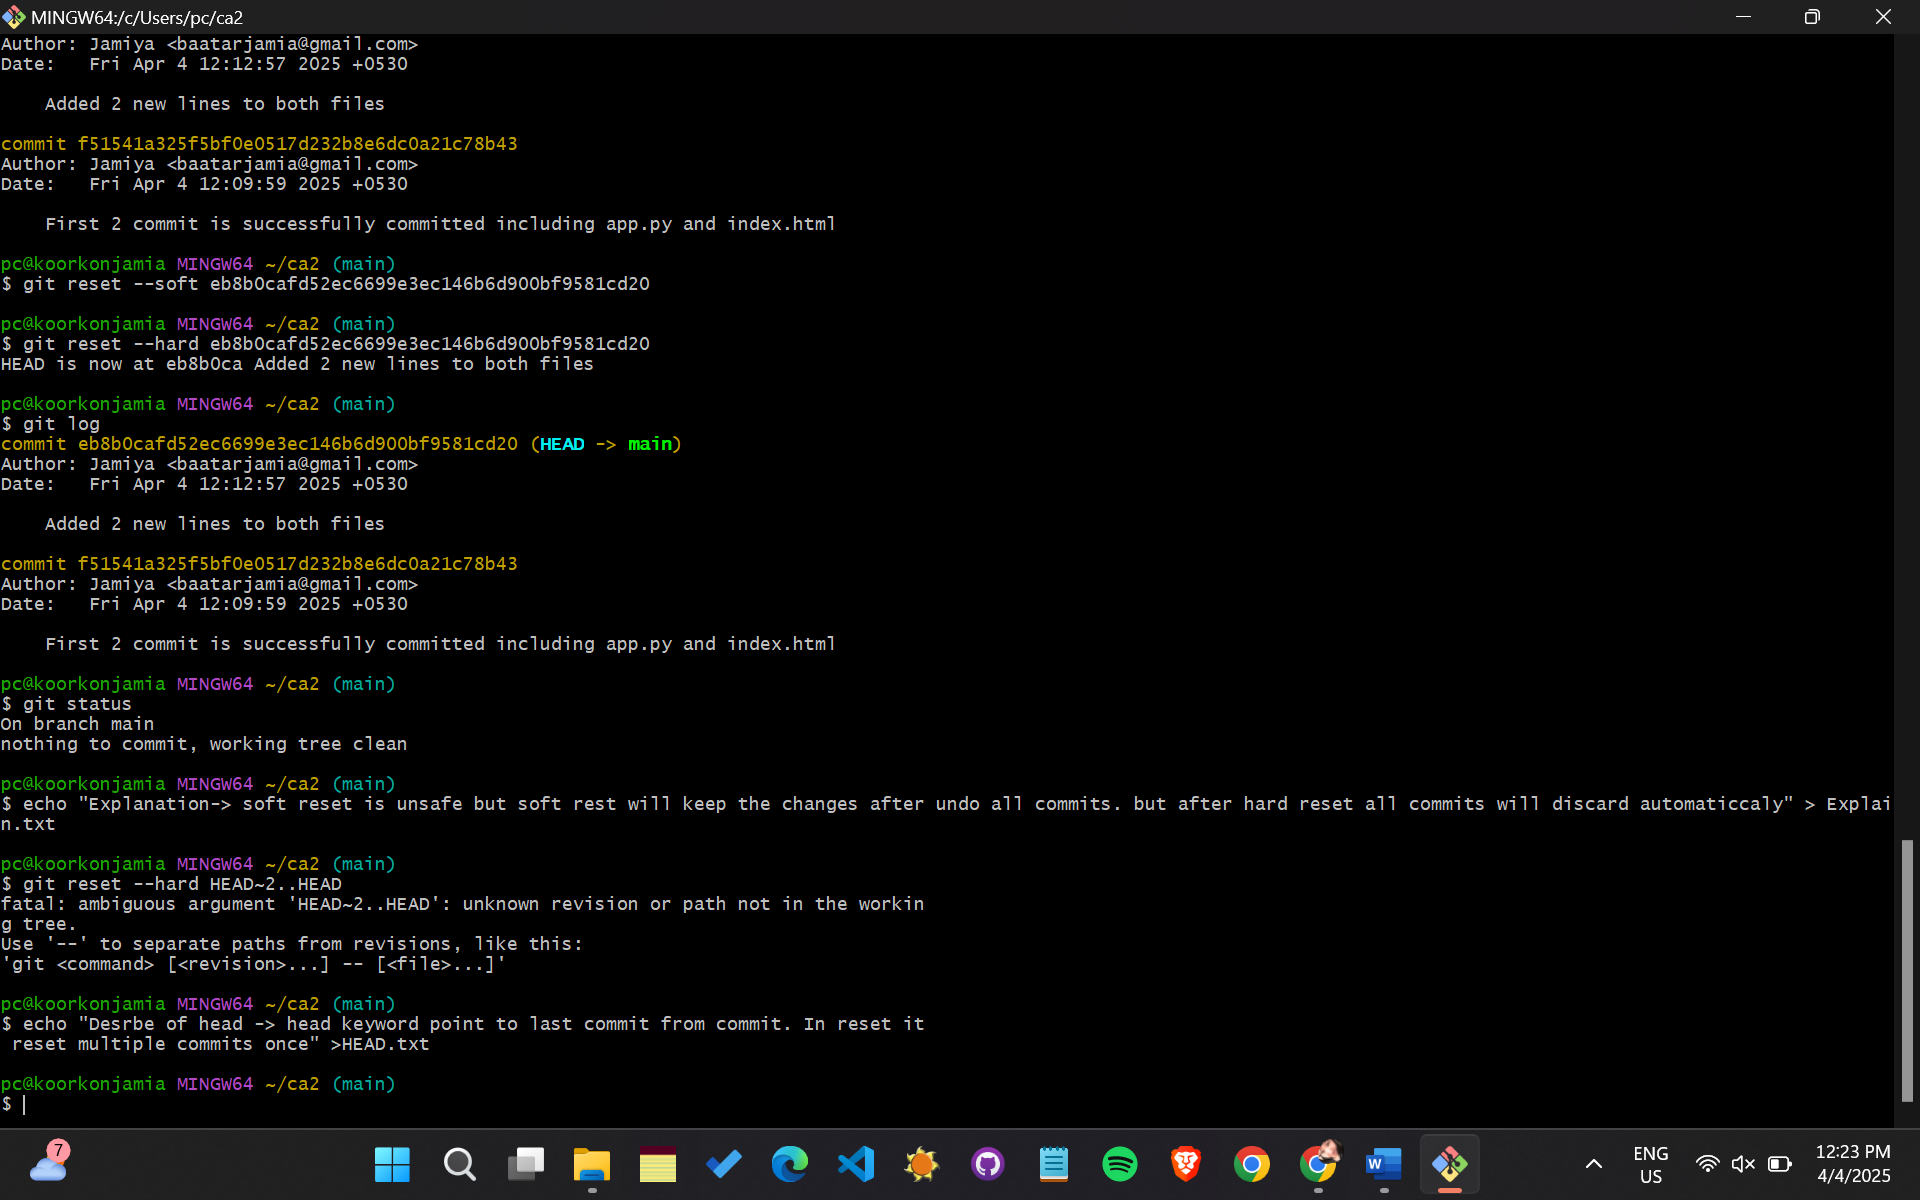 MINGW64:/c/Users/pc/ca2
Author: Jamiya <baatarjamia@gmail.com>
Date:   Fri Apr 4 12:12:57 2025 +0530
    Added 2 new lines to both files
commit f51541a325f5bf0e0517d232b8e6dc0a21c78b43
Author: Jamiya <baatarjamia@gmail.com>
Date:   Fri Apr 4 12:09:59 2025 +0530
    First 2 commit is successfully committed including app.py and index.html
pc@koorkonjamia MINGW64 ~/ca2 (main)
$ git reset --soft eb8b0cafd52ec6699e3ec146b6d900bf9581cd20
pc@koorkonjamia MINGW64 ~/ca2 (main)
$ git reset --hard eb8b0cafd52ec6699e3ec146b6d900bf9581cd20
HEAD is now at eb8b0ca Added 2 new lines to both files
pc@koorkonjamia MINGW64 ~/ca2 (main)
$ git log
commit eb8b0cafd52ec6699e3ec146b6d900bf9581cd20 (HEAD -> main)
Author: Jamiya <baatarjamia@gmail.com>
Date:   Fri Apr 4 12:12:57 2025 +0530
    Added 2 new lines to both files
commit f51541a325f5bf0e0517d232b8e6dc0a21c78b43
Author: Jamiya <baatarjamia@gmail.com>
Date:   Fri Apr 4 12:09:59 2025 +0530
    First 2 commit is successfully committed including app.py and index.html
pc@koorkonjamia MINGW64 ~/ca2 (main)
$ git status
On branch main
nothing to commit, working tree clean
pc@koorkonjamia MINGW64 ~/ca2 (main)
$ echo "Explanation-> soft reset is unsafe but soft rest will keep the changes after undo all commits. but after hard reset all commits will discard automaticcaly" > Explai
n.txt
pc@koorkonjamia MINGW64 ~/ca2 (main)
$ git reset --hard HEAD~2..HEAD
fatal: ambiguous argument 'HEAD~2..HEAD': unknown revision or path not in the workin
g tree.
Use '--' to separate paths from revisions, like this:
'git <command> [<revision>...] -- [<file>...]'
pc@koorkonjamia MINGW64 ~/ca2 (main)
$ echo "Desrbe of head -> head keyword point to last commit from commit. In reset it
 reset multiple commits once" >HEAD.txt
pc@koorkonjamia MINGW64 ~/ca2 (main)
$
7
W
ENG
US
12:23 PM
4/4/2025